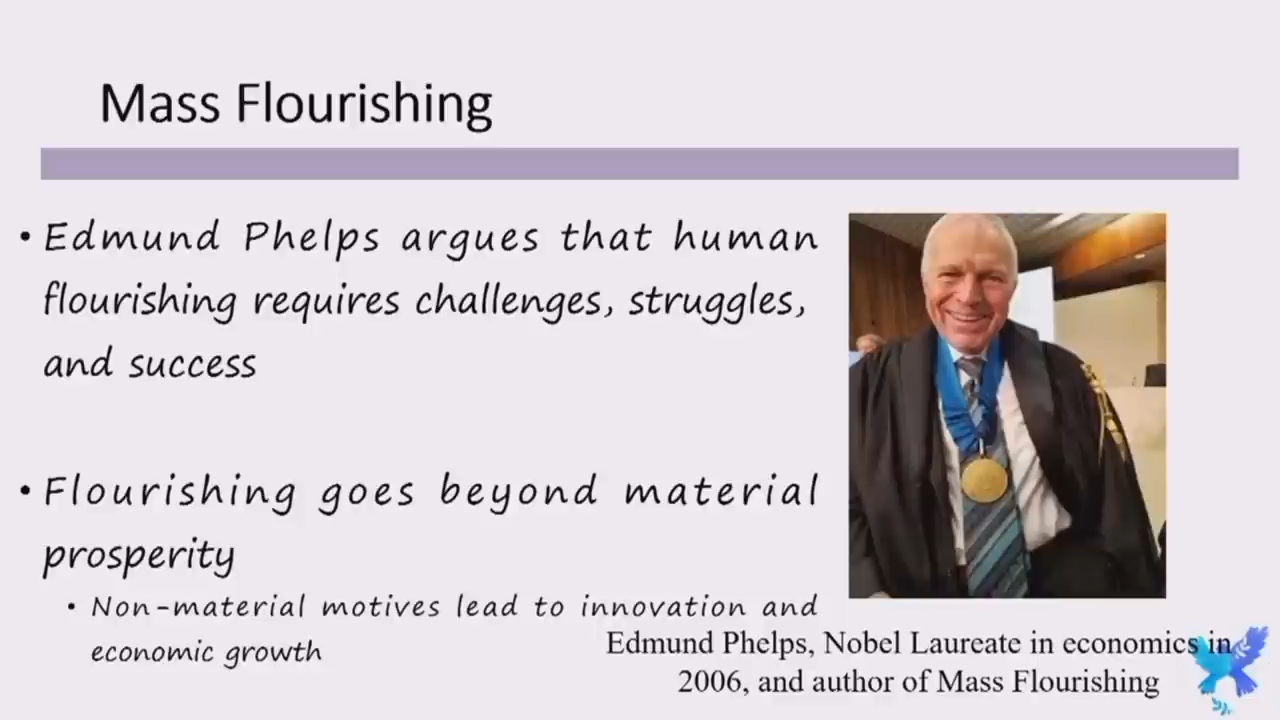 Mass Flourishing
• Edmund Phelps argues that human
flourishing requires challenges, struggles,
and success
• Flourishing goes beyond material
prosperity
• Non-material motives lead to innovation and
economic growth
Edmund Phelps, Nobel Laureate in economics in
2006, and author of Mass Flourishing